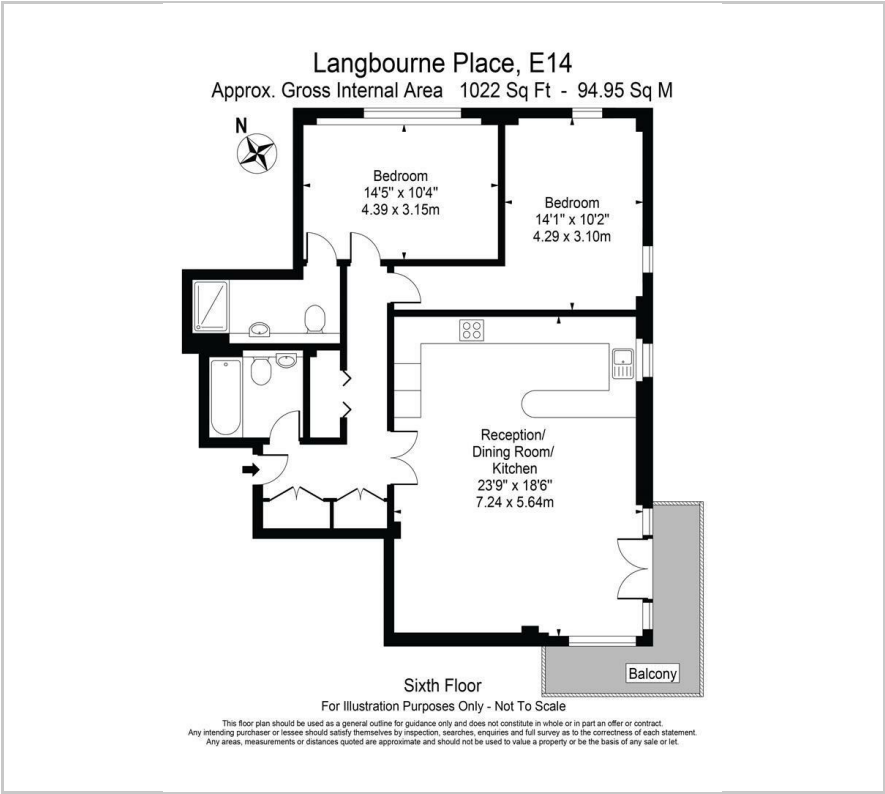 Langbourne Place, E14
Approx. Gross Internal Area 1022 Sq Ft - 94.95 Sq M
N
Bedroom
14'5" x 10'4"
4.39 x 3.15m
Bedroom
14'1" x 10'2"
4.29 x 3.10m
Reception/
Dining Room/
Kitchen
23'9" x 18'6"
7.24 x 5.64m
Balcony
Sixth Floor
For Illustration Purposes Only - Not To Scale
This floor plan should be used as a general outline for guidance only and does not constitute in whole or in part an offer or contract.
Any intending purchaser or lessee should satisfy themselves by inspection, searches, enquiries and full survey as to the correctness of each statement.
Any areas, measurements or distances quoted are approximate and should not be used to value a property or be the basis of any sale or let.